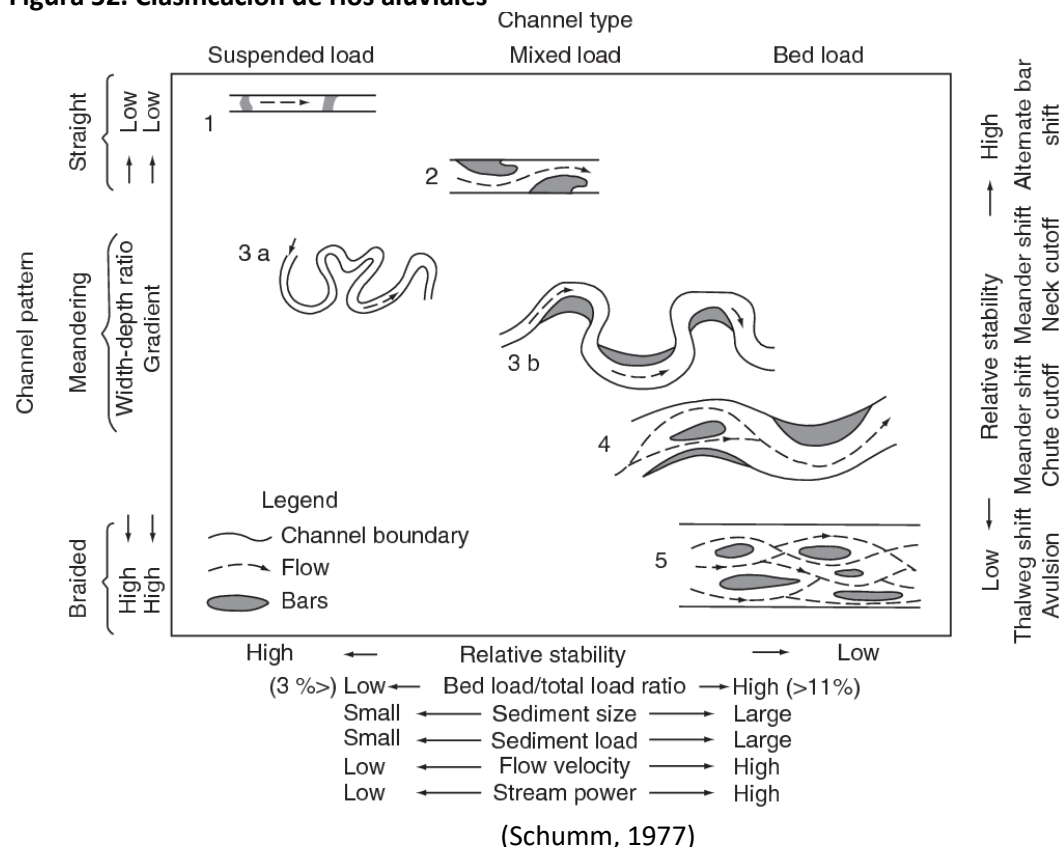 Figura 32. Clasificación de ríos aluviales
Channel type
Suspended load Mixed load Bed load
Channel pattern
Straight
Meandering
Braided
Low
Width-depth ratio
High
Low
Gradient
High
1
2
3 a
3 b
4
5
Legend
Channel boundary
Flow
Bars
High
Relative stability
Low
Alternate bar
shift
Meander shift
Neck cutoff
Meander shift
Chute cutoff
Thalweg shift
Avulsion
High Relative stability Low
(3 %>) Low Bed load/total load ratio High (>11%)
Small Sediment size Large
Small Sediment load Large
Low Flow velocity High
Low Stream power High
(Schumm, 1977)